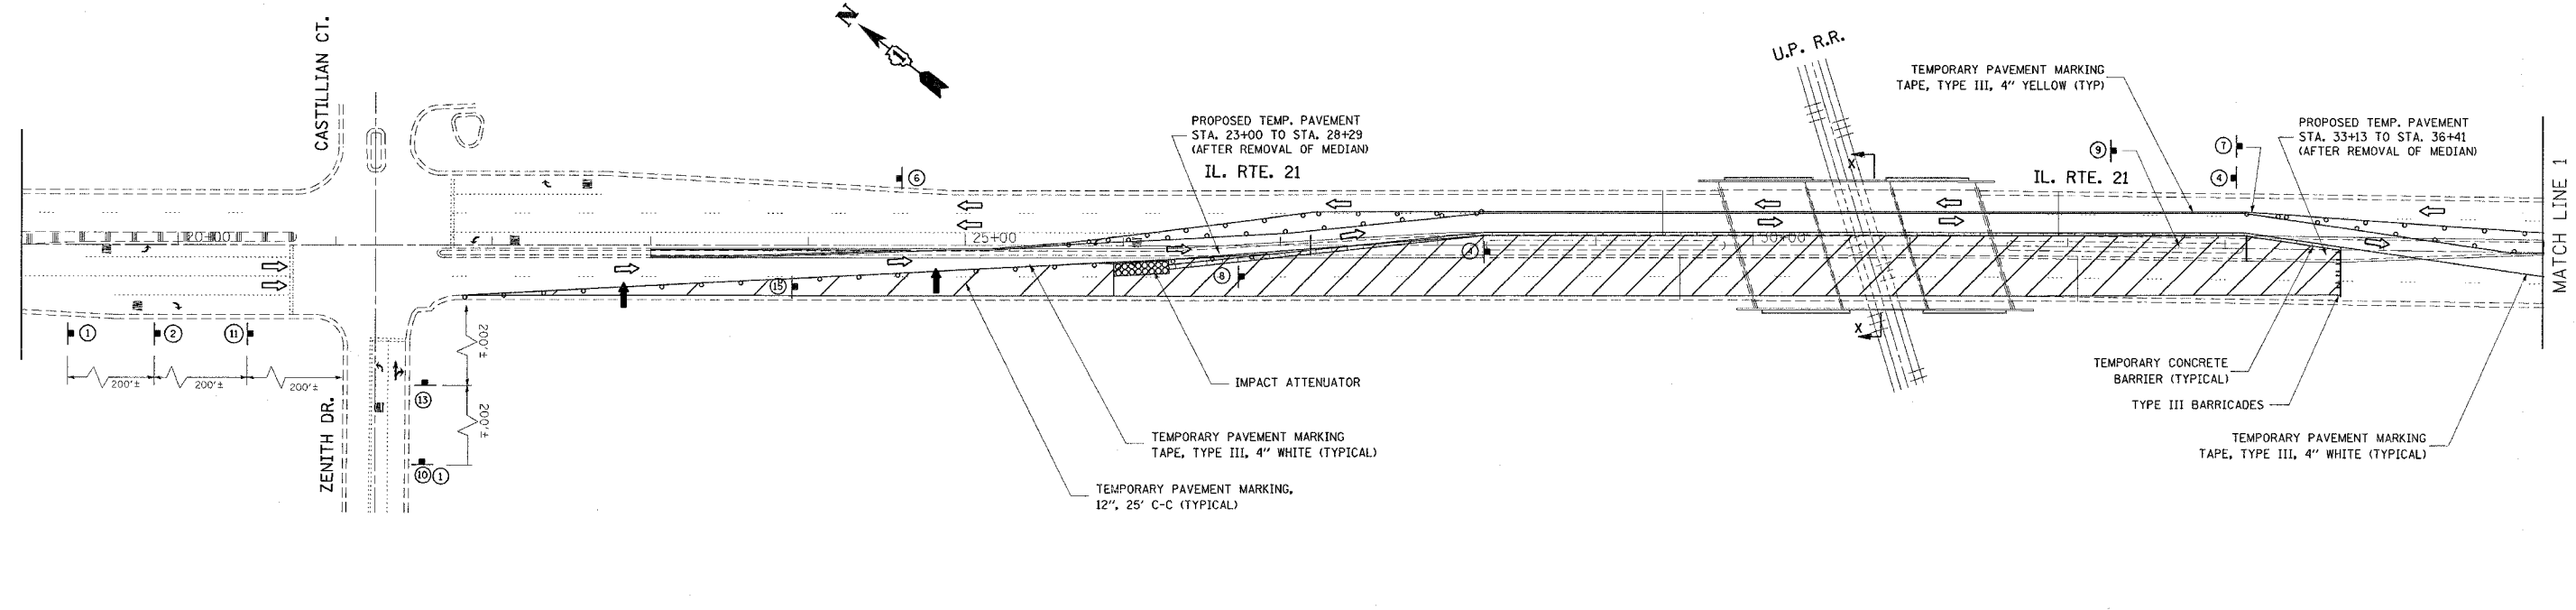 CASTILLIAN CT.
N
U.P. R.R.
TEMPORARY PAVEMENT MARKING
TAPE, TYPE III, 4" YELLOW (TYP)
PROPOSED TEMP. PAVEMENT
STA. 23+00 TO STA. 28+29
(AFTER REMOVAL OF MEDIAN)
IL. RTE. 21
PROPOSED TEMP. PAVEMENT
STA. 33+13 TO STA. 36+41
(AFTER REMOVAL OF MEDIAN)
IL. RTE. 21
MATCH LINE 1
6
9
7
4
X
20+00
25+00
30+00
4
8
15
1
2
11
200'±
200'±
200'±
200'±
200'±
13
10 1
ZENITH DR.
X
IMPACT ATTENUATOR
TEMPORARY CONCRETE
BARRIER (TYPICAL)
TYPE III BARRICADES
TEMPORARY PAVEMENT MARKING
TAPE, TYPE III, 4" WHITE (TYPICAL)
TEMPORARY PAVEMENT MARKING
TAPE, TYPE III, 4" WHITE (TYPICAL)
TEMPORARY PAVEMENT MARKING,
12", 25' C-C (TYPICAL)